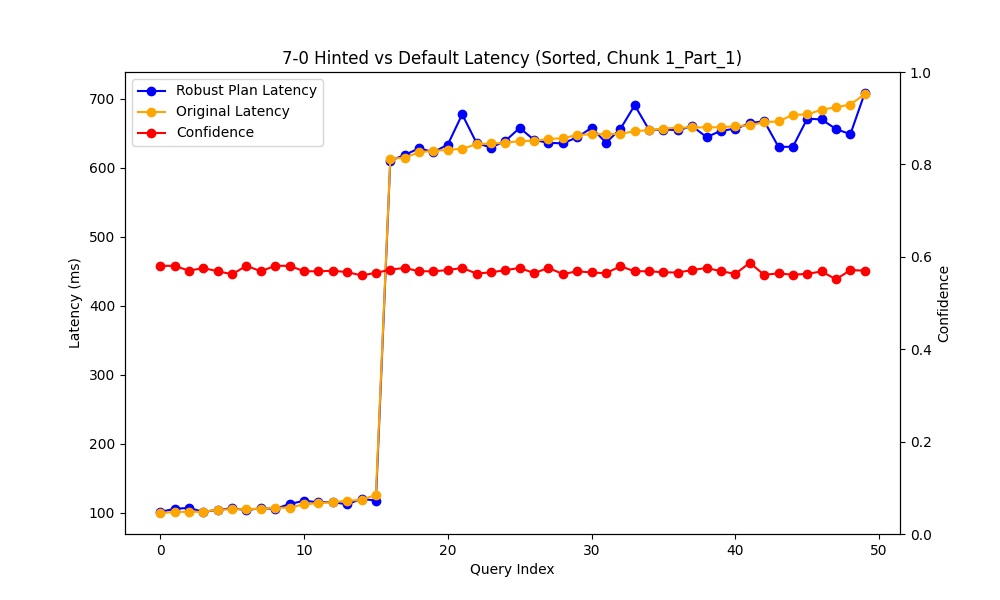 7-0 Hinted vs Default Latency (Sorted, Chunk 1_Part_1)
Robust Plan Latency
Original Latency
Confidence
Latency (ms)
700
600
500
400
300
200
100
1.0
0.8
0.6
0.4
0.2
0.0
Confidence
0
10
20
30
40
50
Query Index